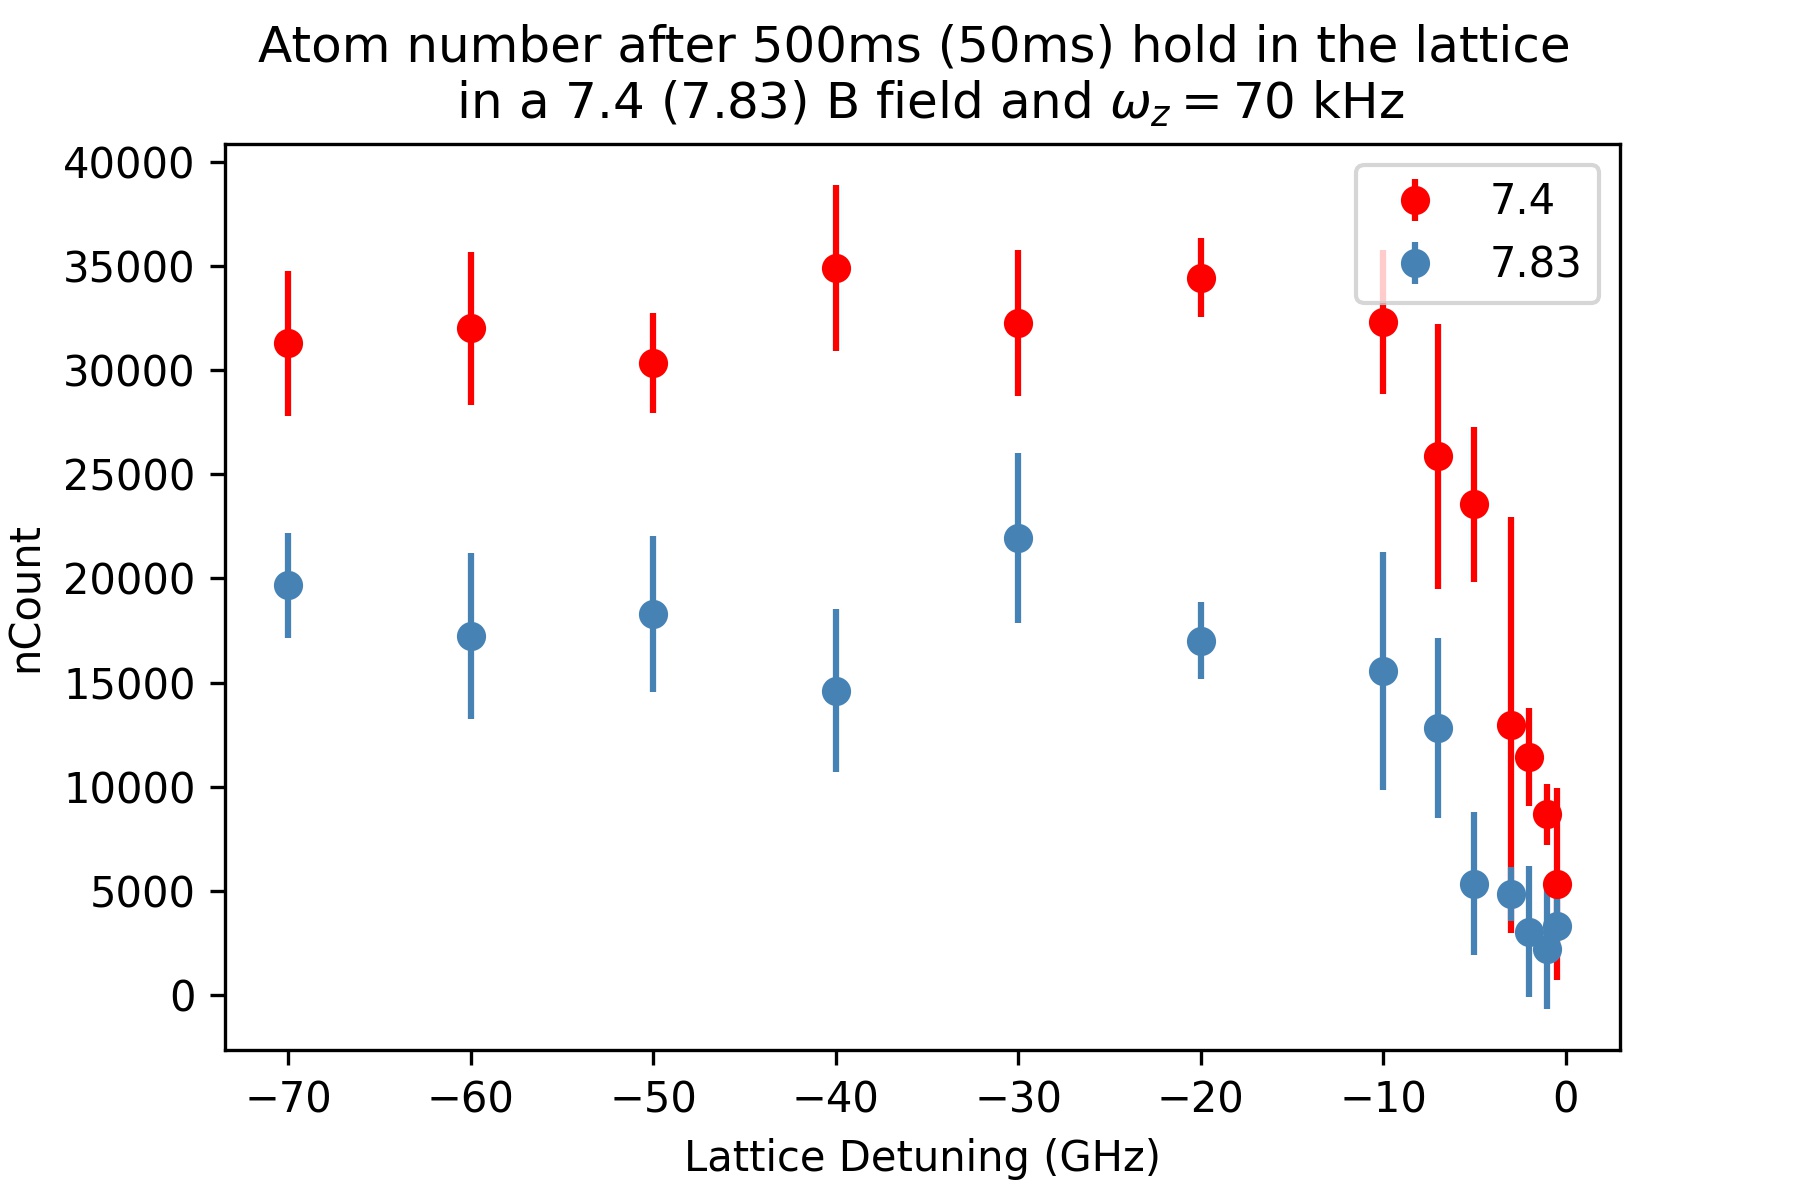 Atom number after 500ms (50ms) hold in the lattice
in a 7.4 (7.83) B field and ω_z = 70 kHz
7.4
7.83
40000
35000
30000
25000
20000
15000
10000
5000
0
nCount
−70 −60 −50 −40 −30 −20 −10 0
Lattice Detuning (GHz)